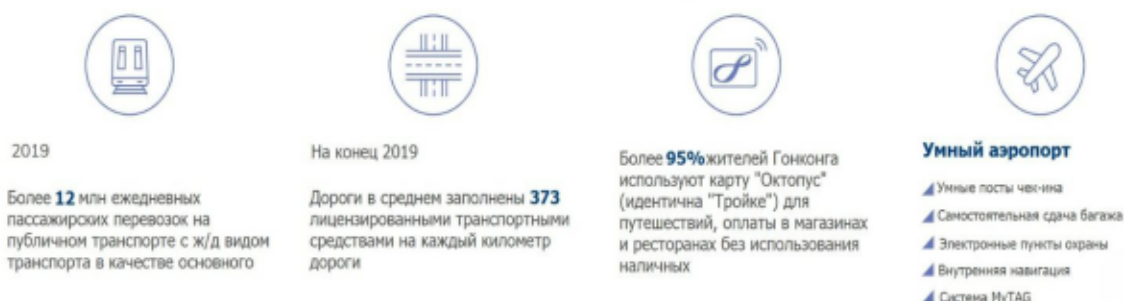 2019
Более 12 млн ежедневных
пассажирских перевозок на
публичном транспорте с ж/д видом
транспорта в качестве основного
На конец 2019
Дороги в среднем заполнены 373
лицензированными транспортными
средствами на каждый километр
дороги
Более 95% жителей Гонконга
используют карту "Октопус"
(идентична "Тройке") для
путешествий, оплаты в магазинах
и ресторанах без использования
наличных
Умный аэропорт
Умные посты чек-ина
Самостоятельная сдача багажа
Электронные пункты охраны
Внутренняя навигация
Система MyTAG